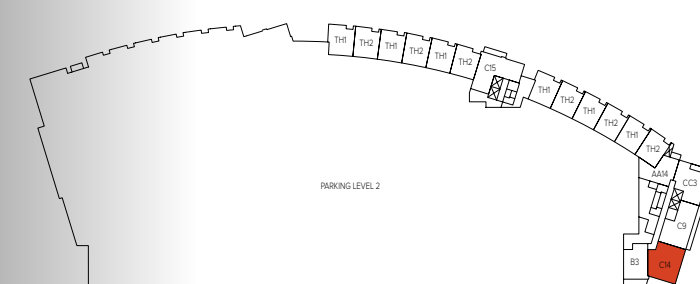 TH1
TH2
TH1
TH2
TH1
TH2
C15
TH1
TH2
TH1
TH2
TH1
TH2
AA14
CC3
PARKING LEVEL 2
C9
B3
C14